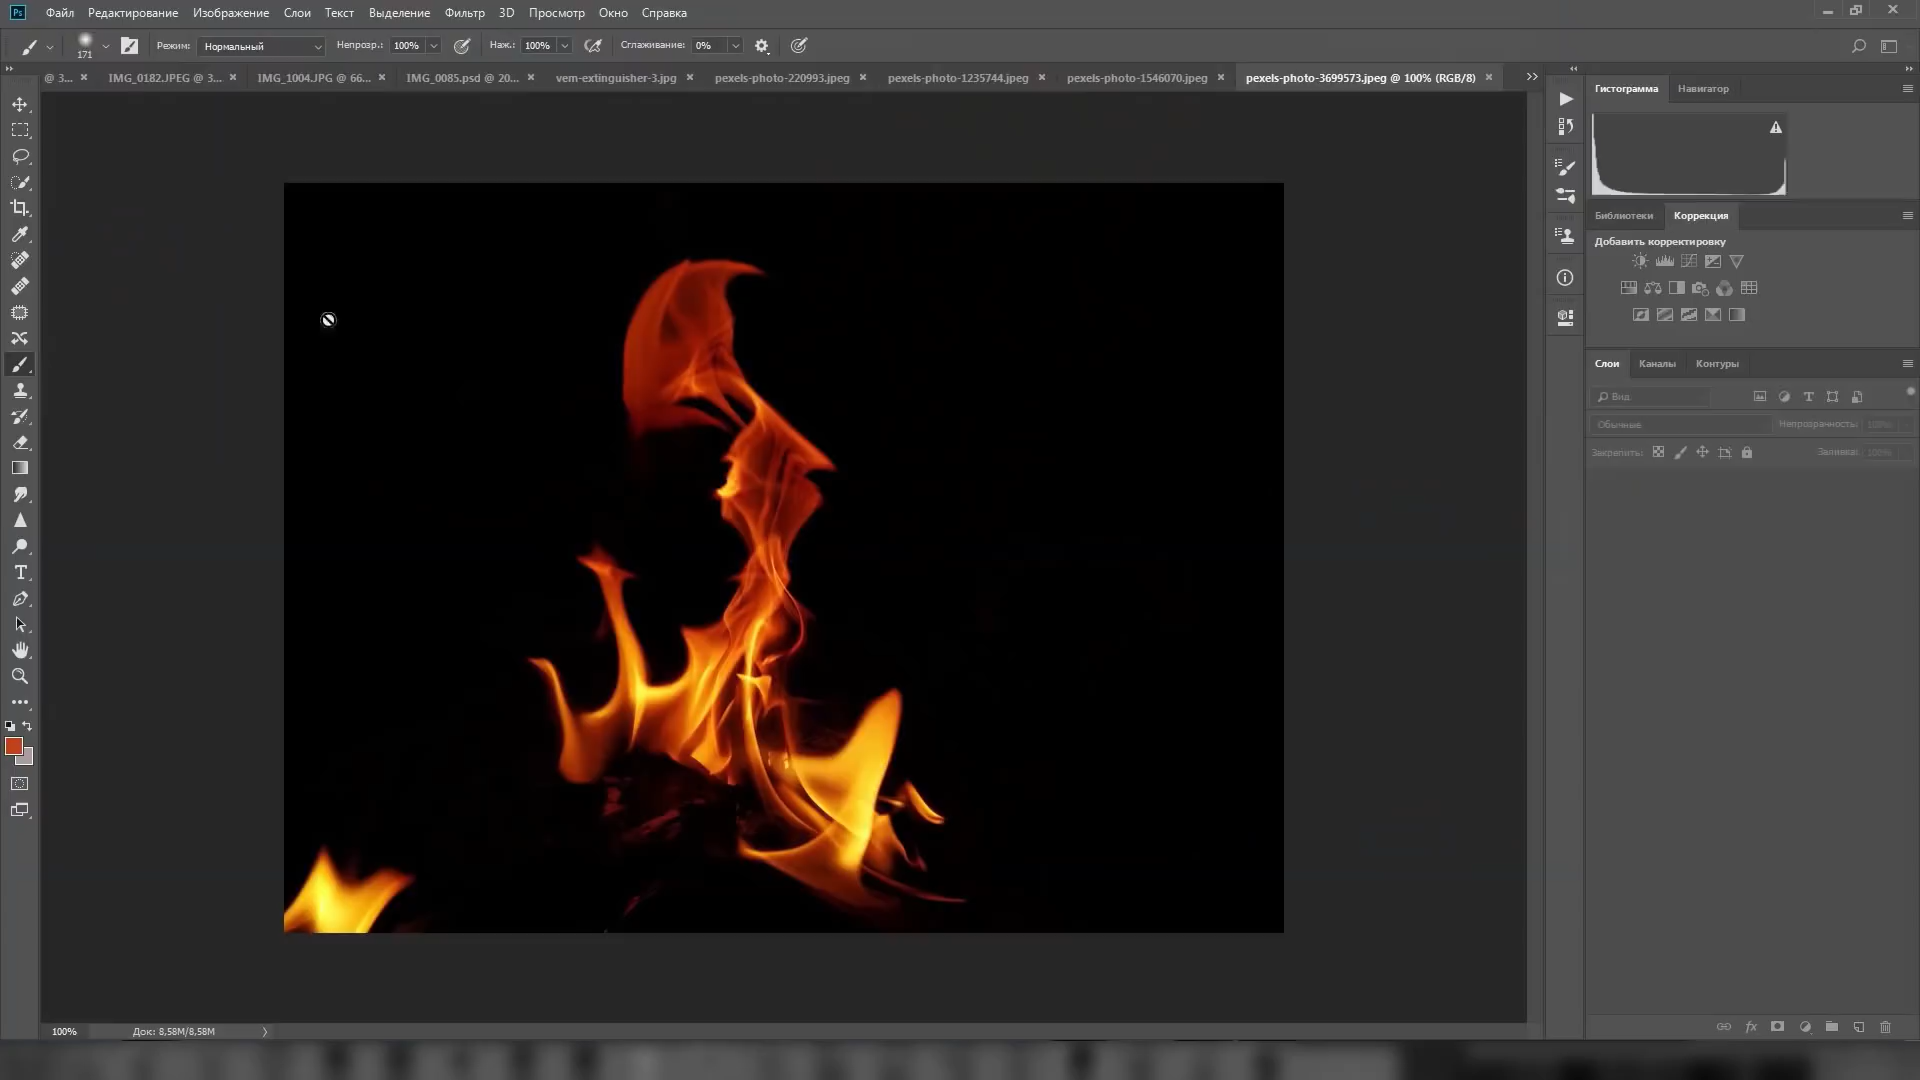 Ps Файл Редактирование Изображение Слои Текст Выделение Фильтр 3D Просмотр Окно Справка
171 Режим: Нормальный Непрозр.: 100% Наж.: 100% Сглаживание: 0%
@ 3... IMG_0182.JPEG @ 3... IMG_1004.JPG @ 66... IMG_0085.psd @ 20... vem-extinguisher-3.jpg pexels-photo-220993.jpeg pexels-photo-1235744.jpeg pexels-photo-1546070.jpeg pexels-photo-3699573.jpeg @ 100% (RGB/8)
Гистограмма Навигатор
Библиотеки Коррекция
Добавить корректировку
Слои Каналы Контуры
Вид
Обычные Непрозрачность: 100%
Закрепить: Заливка: 100%
100% Док: 8,58M/8,58M